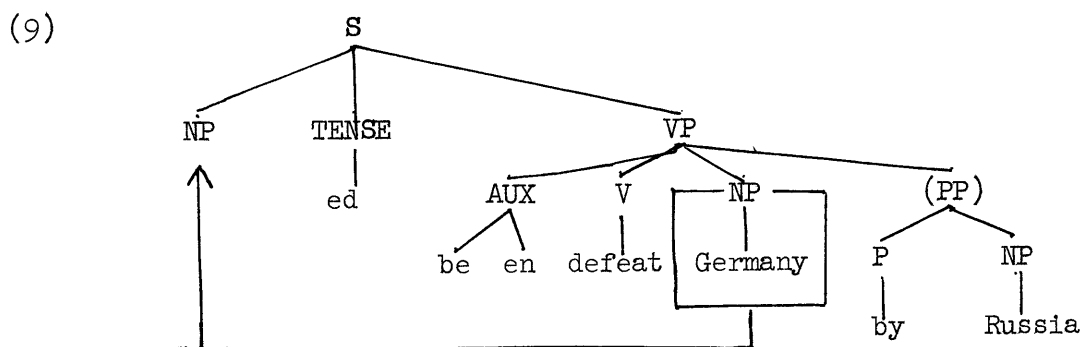 (9)
S
NP TENSE VP
ed AUX V NP (PP)
be en defeat Germany P NP
by Russia